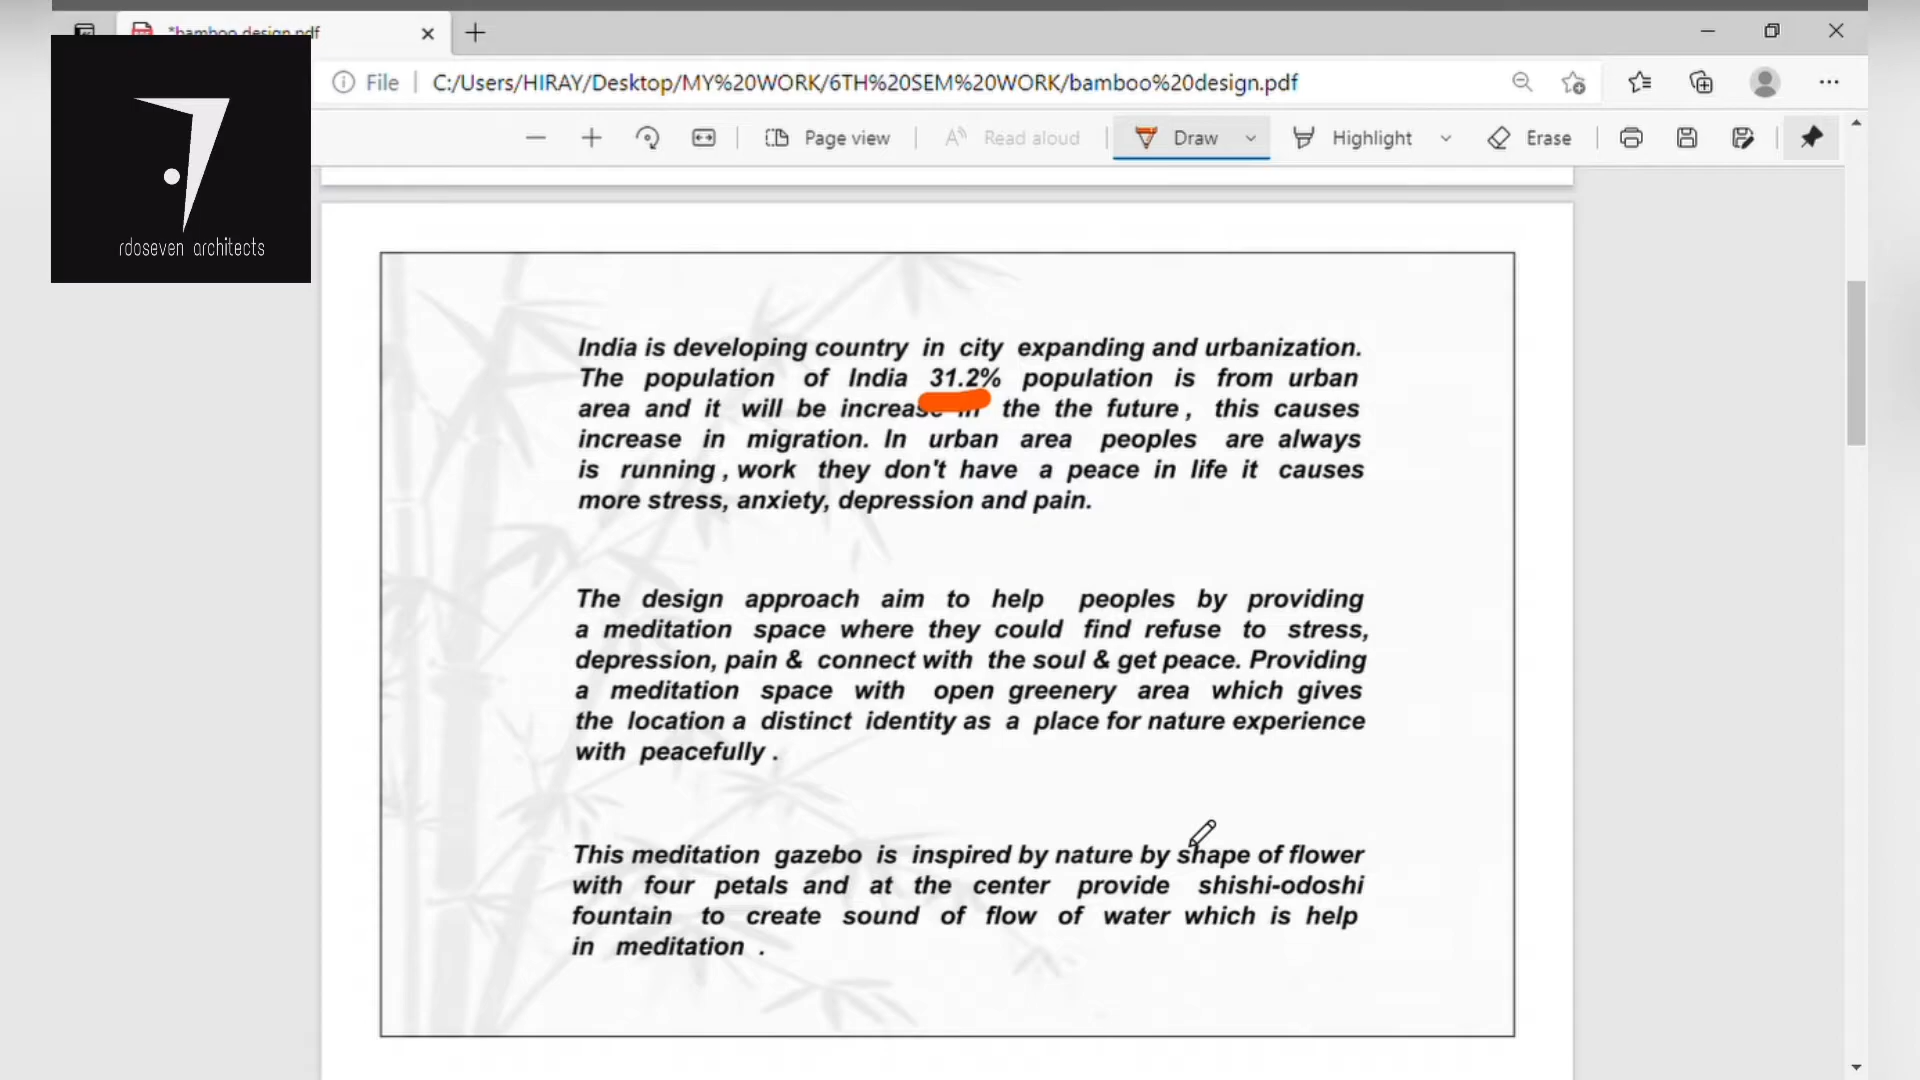 *bamboo design.pdf
rdoseven architects
File
C:/Users/HIRAY/Desktop/MY%20WORK/6TH%20SEM%20WORK/bamboo%20design.pdf
Page view
Read aloud
Draw
Highlight
Erase
India is developing country in city expanding and urbanization.
The population of India 31.2% population is from urban
area and it will be increase in the the future, this causes
increase in migration. In urban area peoples are always
is running, work they don't have a peace in life it causes
more stress, anxiety, depression and pain.
The design approach aim to help peoples by providing
a meditation space where they could find refuse to stress,
depression, pain & connect with the soul & get peace. Providing
a meditation space with open greenery area which gives
the location a distinct identity as a place for nature experience
with peacefully .
This meditation gazebo is inspired by nature by shape of flower
with four petals and at the center provide shishi-odoshi
fountain to create sound of flow of water which is help
in meditation .